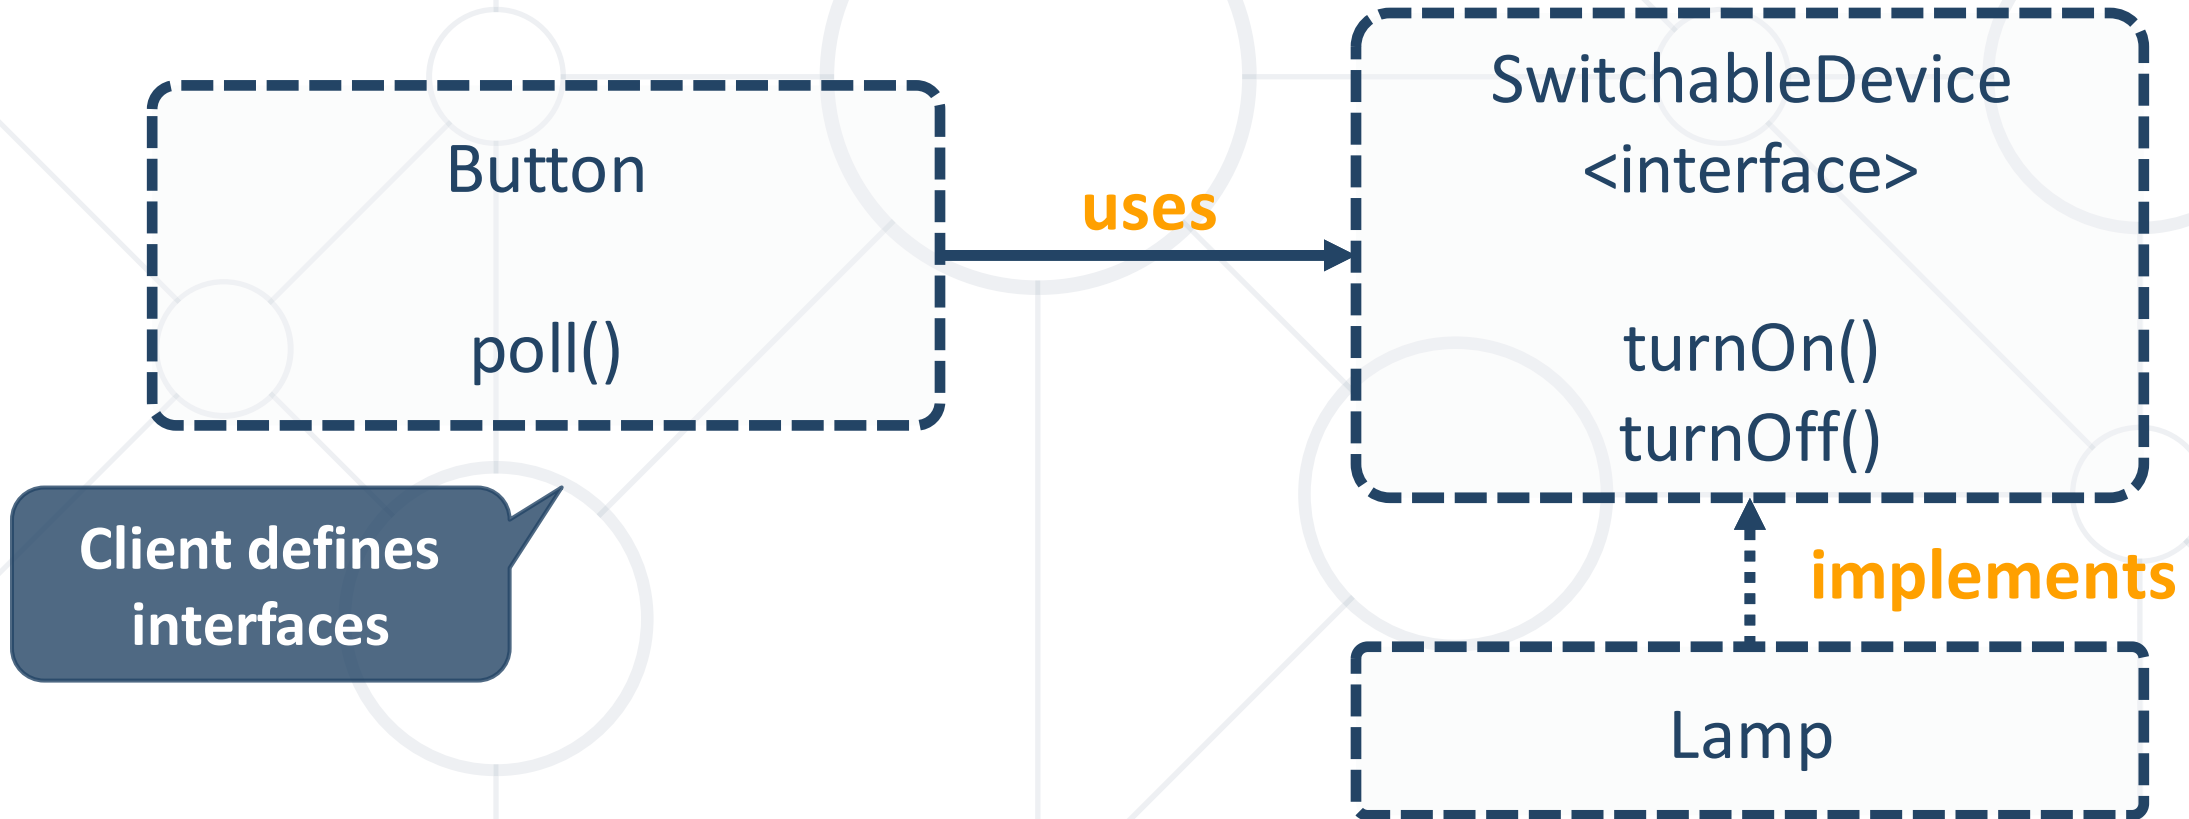 Button
poll()
uses
SwitchableDevice
<interface>
turnOn()
turnOff()
Client defines
interfaces
implements
Lamp